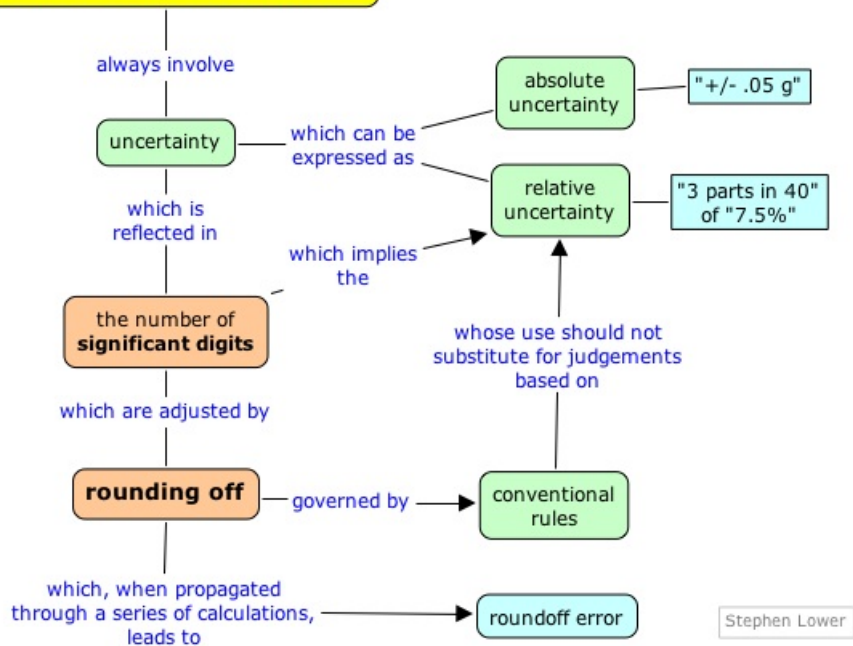 always involve
uncertainty
which can be
expressed as
absolute
uncertainty
"+/- .05 g"
relative
uncertainty
"3 parts in 40"
of "7.5%"
which is
reflected in
which implies
the
the number of
significant digits
whose use should not
substitute for judgements
based on
which are adjusted by
rounding off
governed by
conventional
rules
which, when propagated
through a series of calculations,
leads to
roundoff error
Stephen Lower